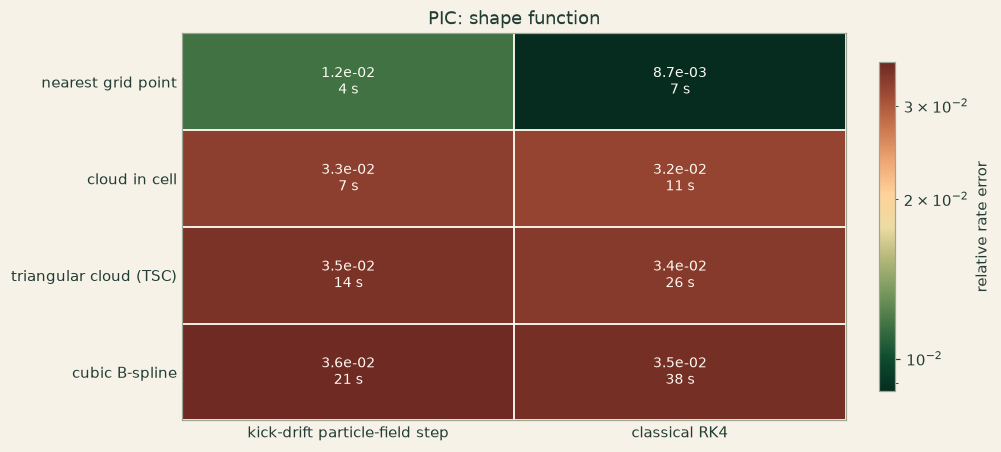 PIC: shape function
nearest grid point
1.2e-02
4 s
8.7e-03
7 s
cloud in cell
3.3e-02
7 s
3.2e-02
11 s
triangular cloud (TSC)
3.5e-02
14 s
3.4e-02
26 s
cubic B-spline
3.6e-02
21 s
3.5e-02
38 s
kick-drift particle-field step
classical RK4
3 × 10⁻²
2 × 10⁻²
10⁻²
relative rate error